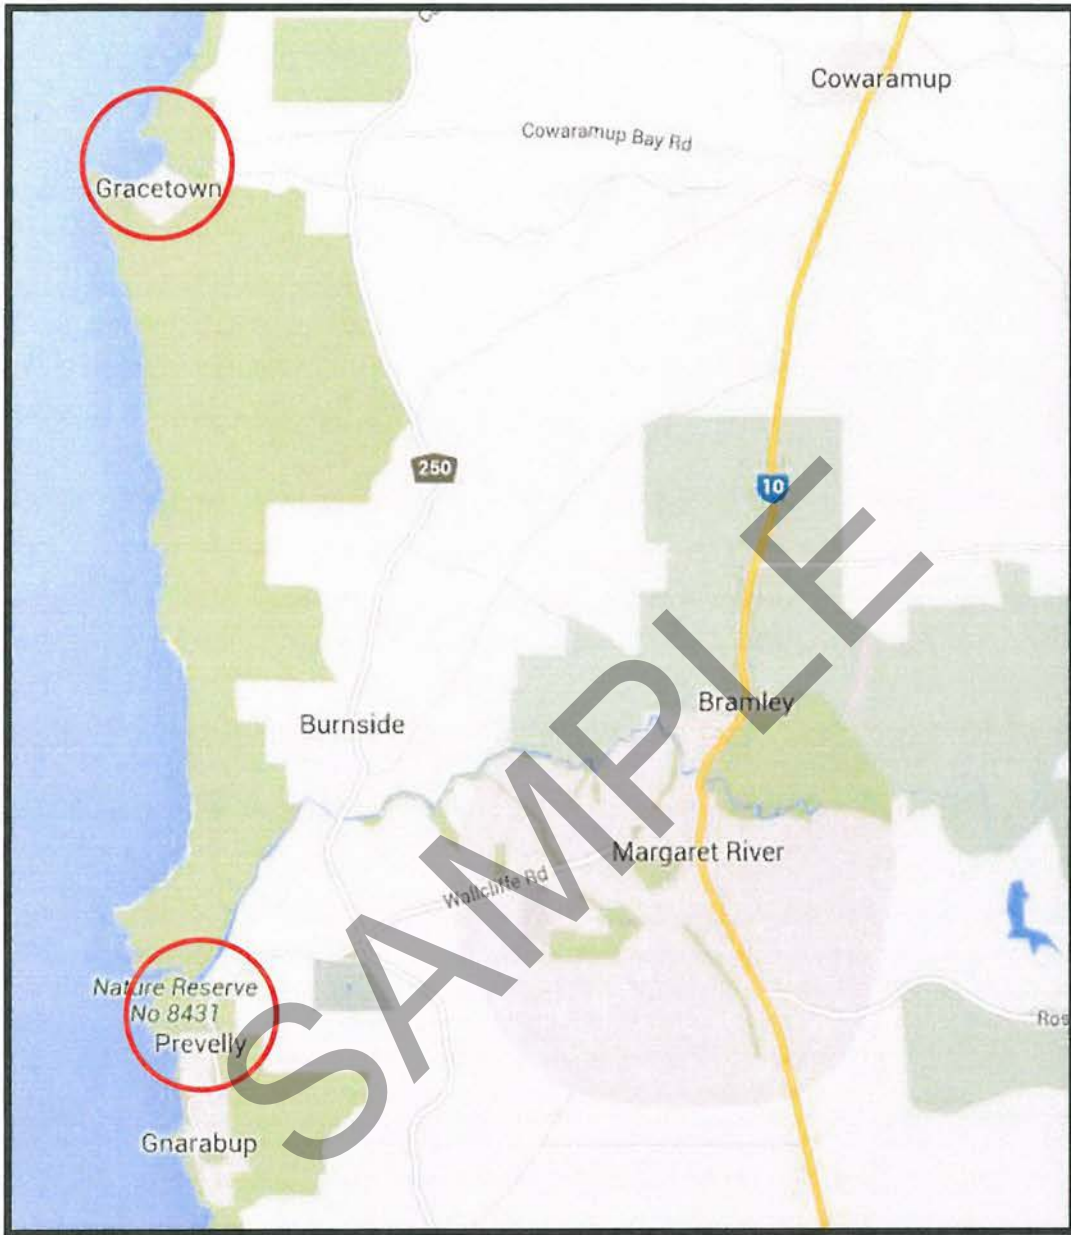 Cowaramup
Cowaramup Bay Rd
Gracetown
250
10
Bramley
Burnside
Margaret River
Wallcliffe Rd
Nature Reserve
No 8431
Prevelly
Ros
Gnarabup
SAMPLE